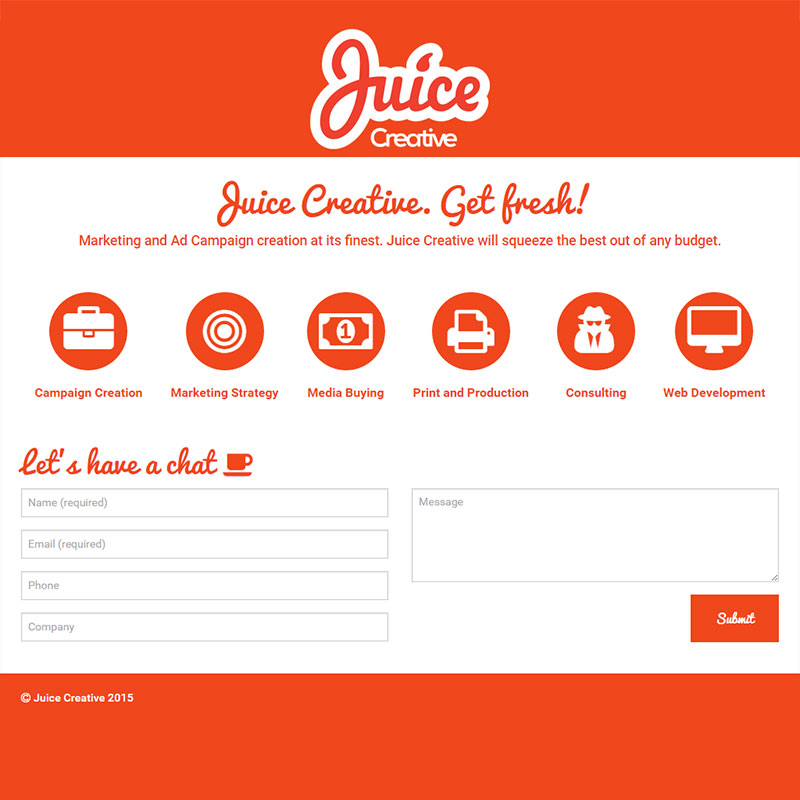 Juice
Creative
Juice Creative. Get fresh!
Marketing and Ad Campaign creation at its finest. Juice Creative will squeeze the best out of any budget.
1
Campaign Creation
Marketing Strategy
Media Buying
Print and Production
Consulting
Web Development
Let's have a chat
Name (required)
Email (required)
Phone
Company
Message
Submit
© Juice Creative 2015